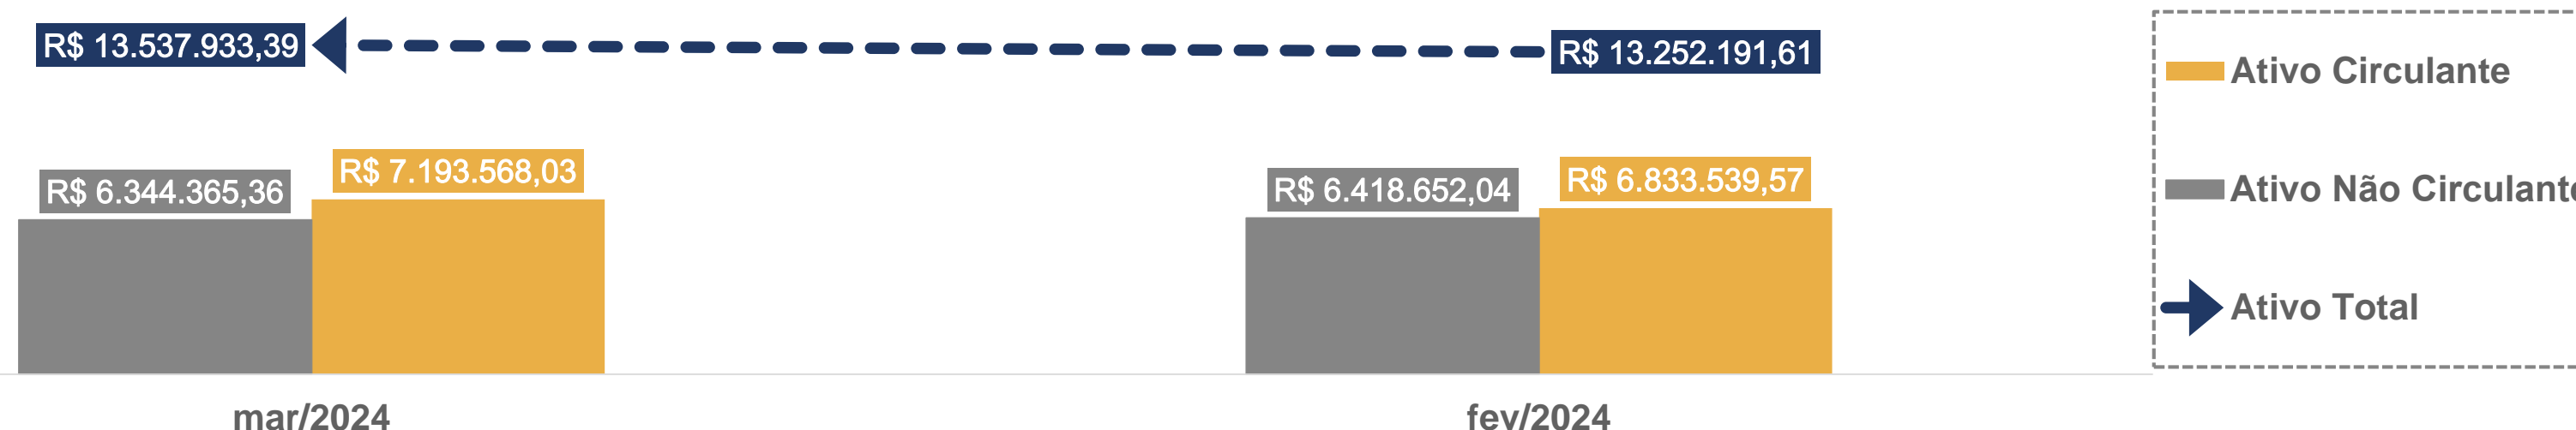 R$ 13.537.933,39
R$ 13.252.191,61
R$ 6.344.365,36
R$ 7.193.568,03
R$ 6.418.652,04
R$ 6.833.539,57
mar/2024
fev/2024
Ativo Circulante
Ativo Não Circulante
Ativo Total